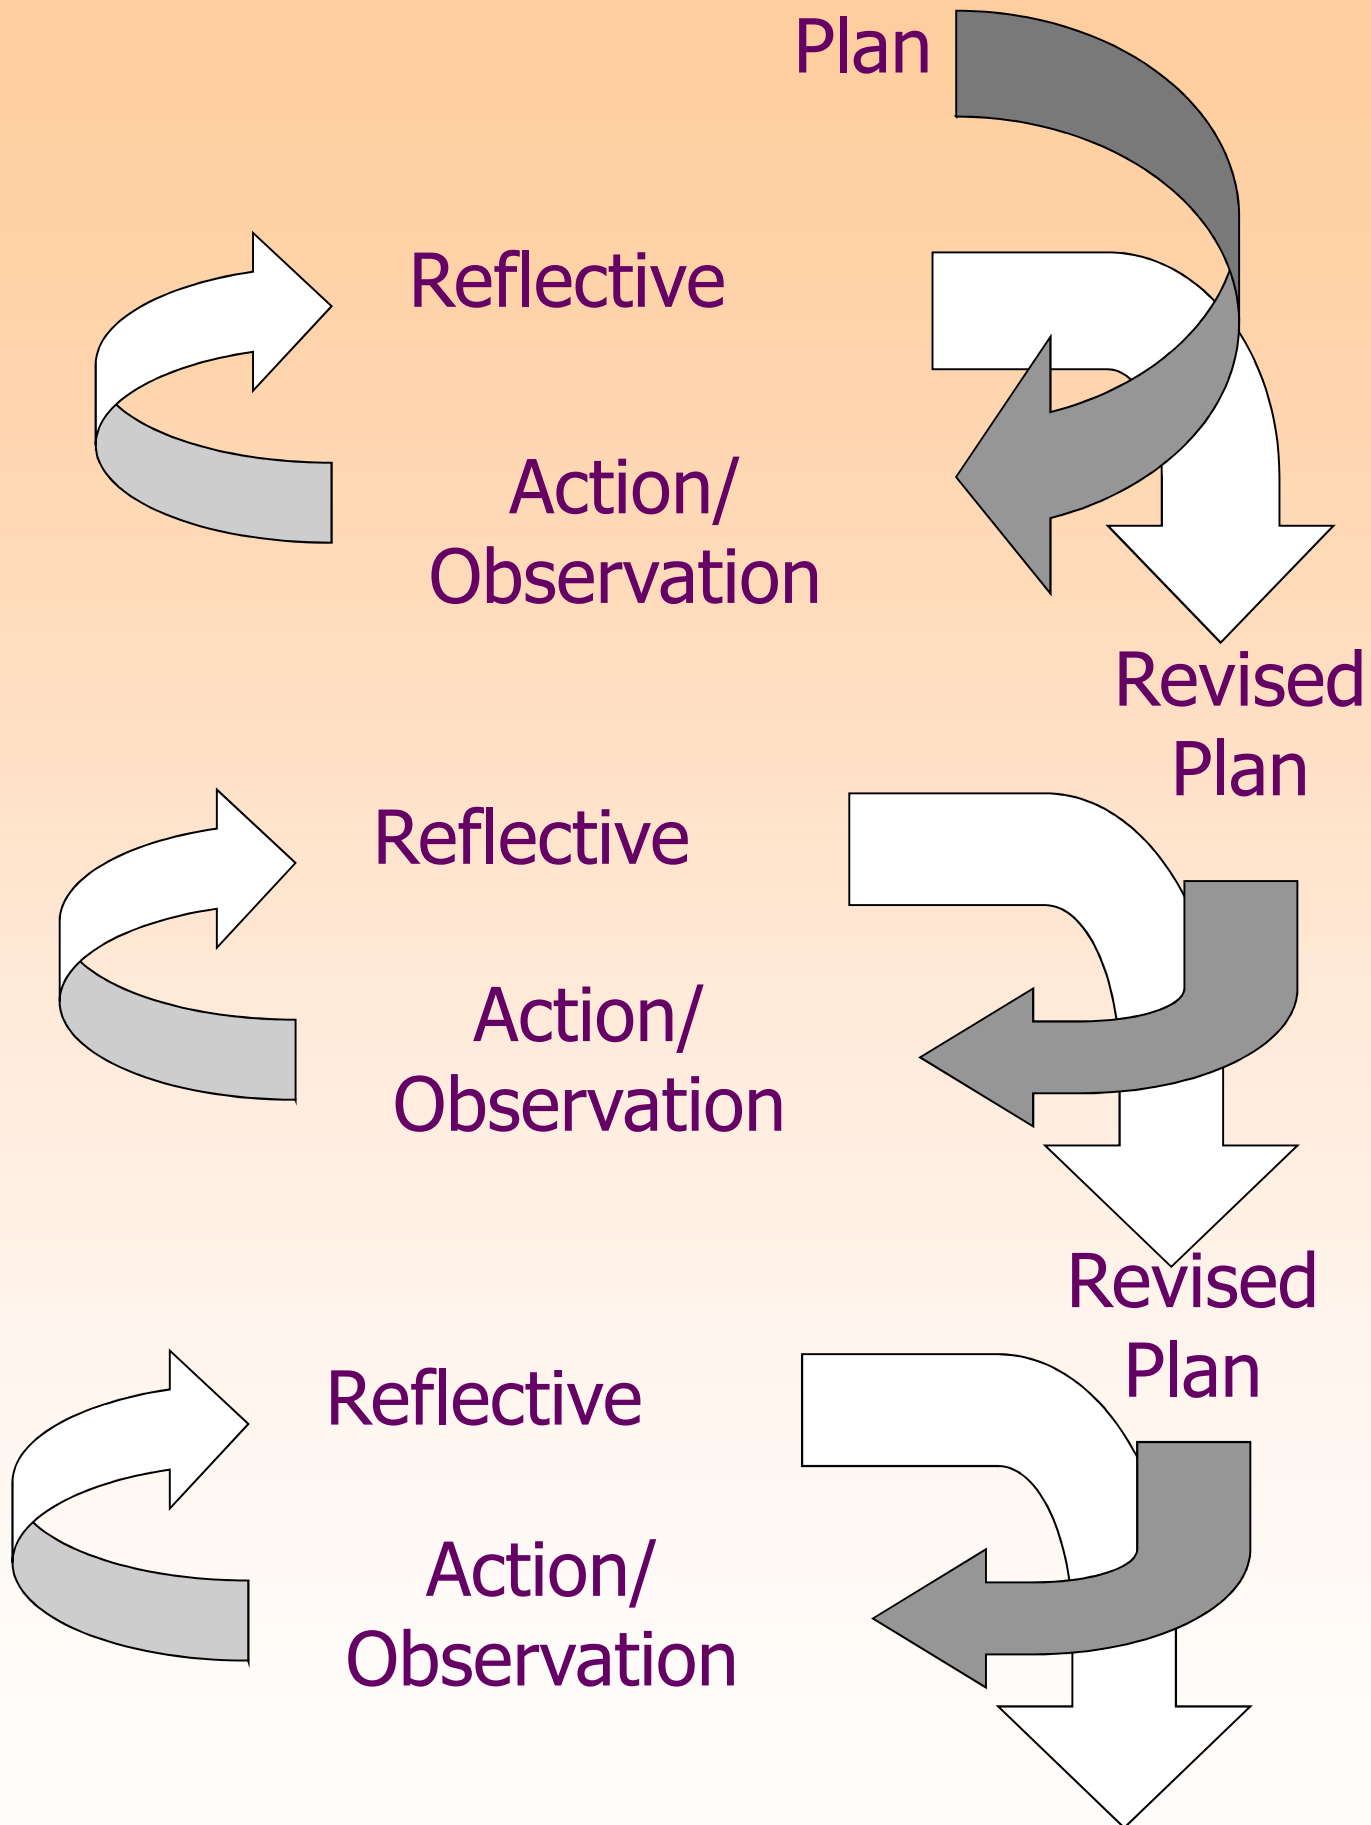 Plan
Reflective
Action/
Observation
Revised
Plan
Reflective
Action/
Observation
Revised
Plan
Reflective
Action/
Observation